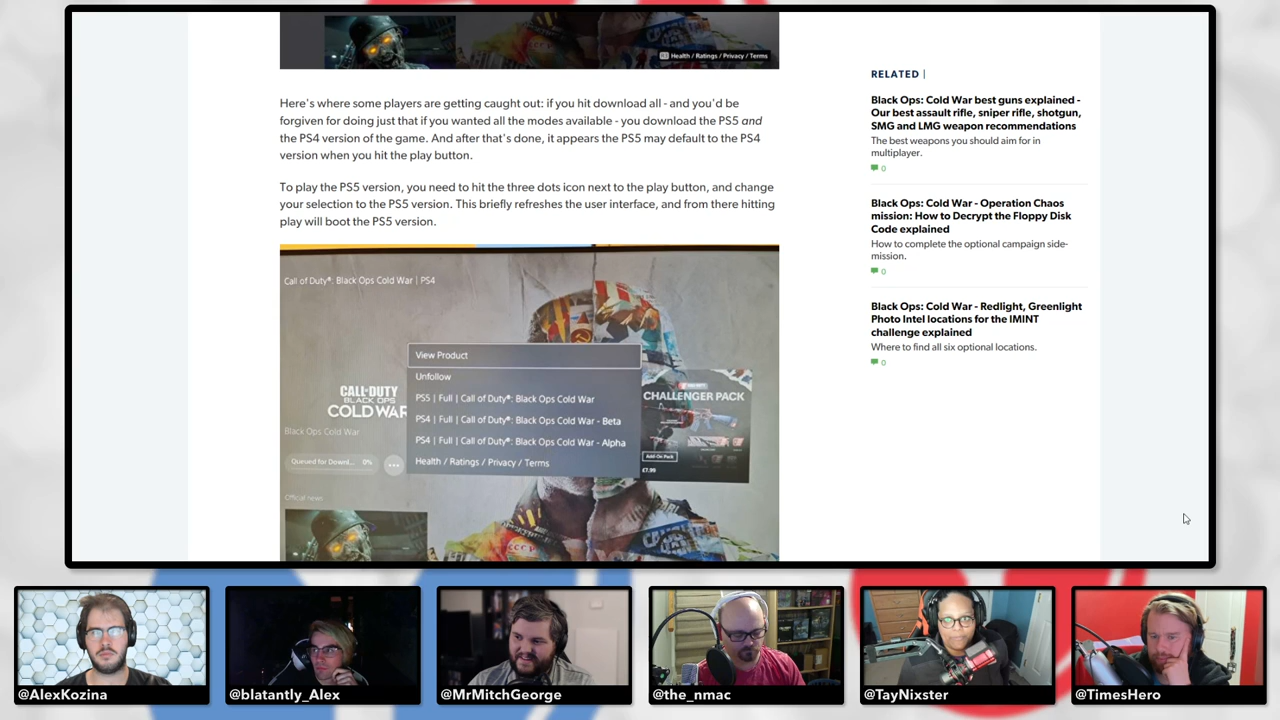 Health / Ratings / Privacy / Terms
Here's where some players are getting caught out: if you hit download all - and you'd be
forgiven for doing just that if you wanted all the modes available - you download the PS5 and
the PS4 version of the game. And after that's done, it appears the PS5 may default to the PS4
version when you hit the play button.
To play the PS5 version, you need to hit the three dots icon next to the play button, and change
your selection to the PS5 version. This briefly refreshes the user interface, and from there hitting
play will boot the PS5 version.
Call of Duty®: Black Ops Cold War | PS4
View Product
Unfollow
PS5 | Full | Call of Duty®: Black Ops Cold War
PS4 | Full | Call of Duty®: Black Ops Cold War - Beta
PS4 | Full | Call of Duty®: Black Ops Cold War - Alpha
Health / Ratings / Privacy / Terms
CALL OF DUTY
BLACK OPS
COLD WAR
Black Ops Cold War
Queued for Downl... 0%
Official news
CHALLENGER PACK
Add-On Pack
£7.99
RELATED |
Black Ops: Cold War best guns explained -
Our best assault rifle, sniper rifle, shotgun,
SMG and LMG weapon recommendations
The best weapons you should aim for in
multiplayer.
0
Black Ops: Cold War - Operation Chaos
mission: How to Decrypt the Floppy Disk
Code explained
How to complete the optional campaign side-
mission.
0
Black Ops: Cold War - Redlight, Greenlight
Photo Intel locations for the IMINT
challenge explained
Where to find all six optional locations.
0
@AlexKozina
@blatantly_Alex
@MrMitchGeorge
@the_nmac
@TayNixster
@TimesHero